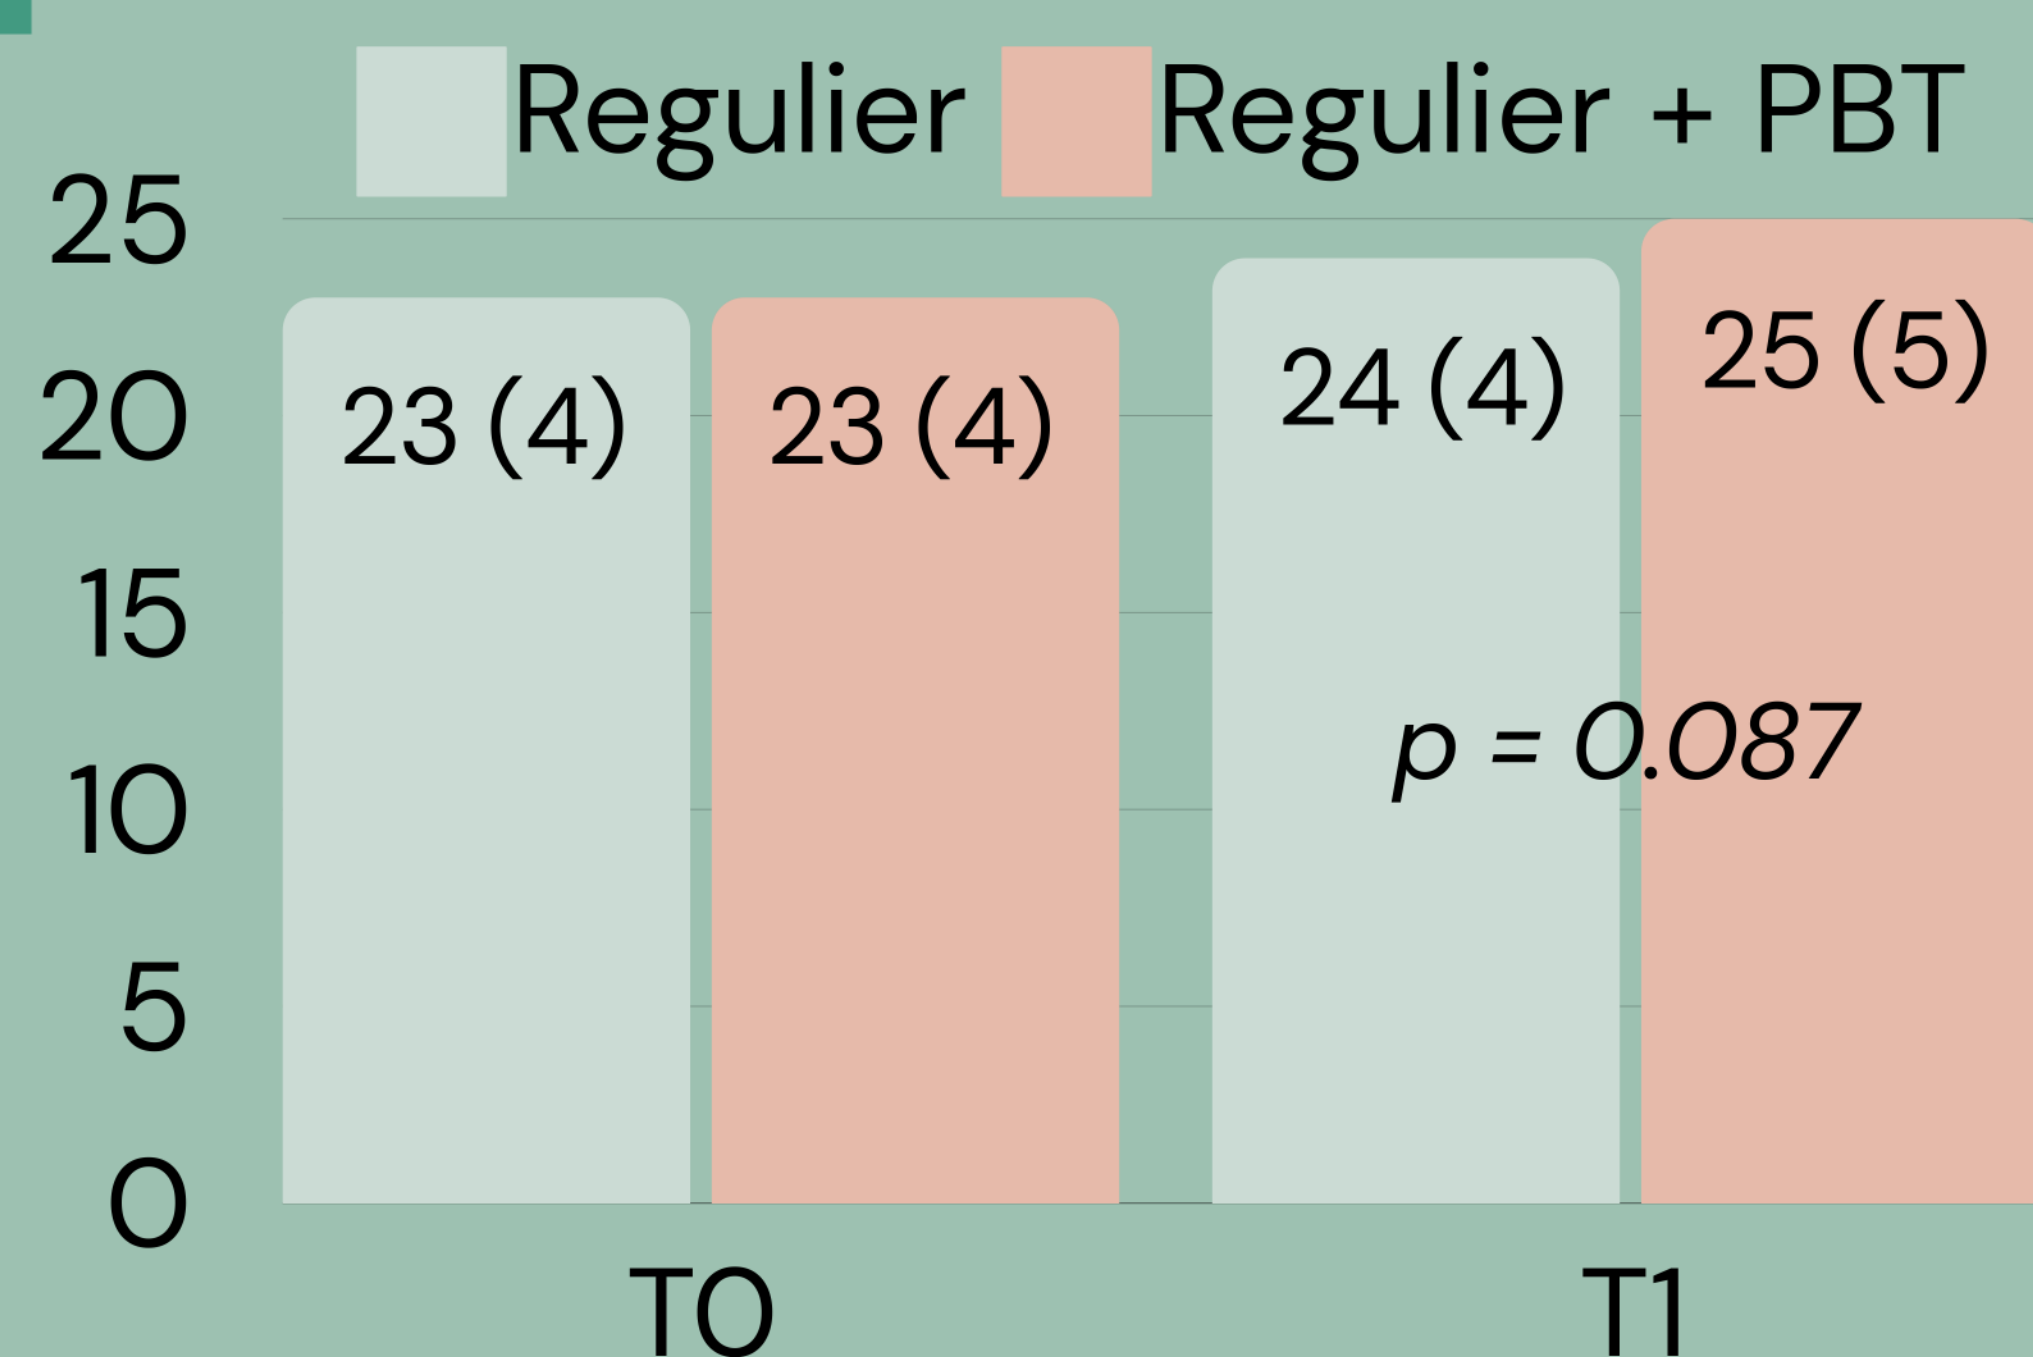 Regulier Regulier + PBT
25
20
15
10
5
0
23 (4) 23 (4) 24 (4) 25 (5)
p = 0.087
T0 T1